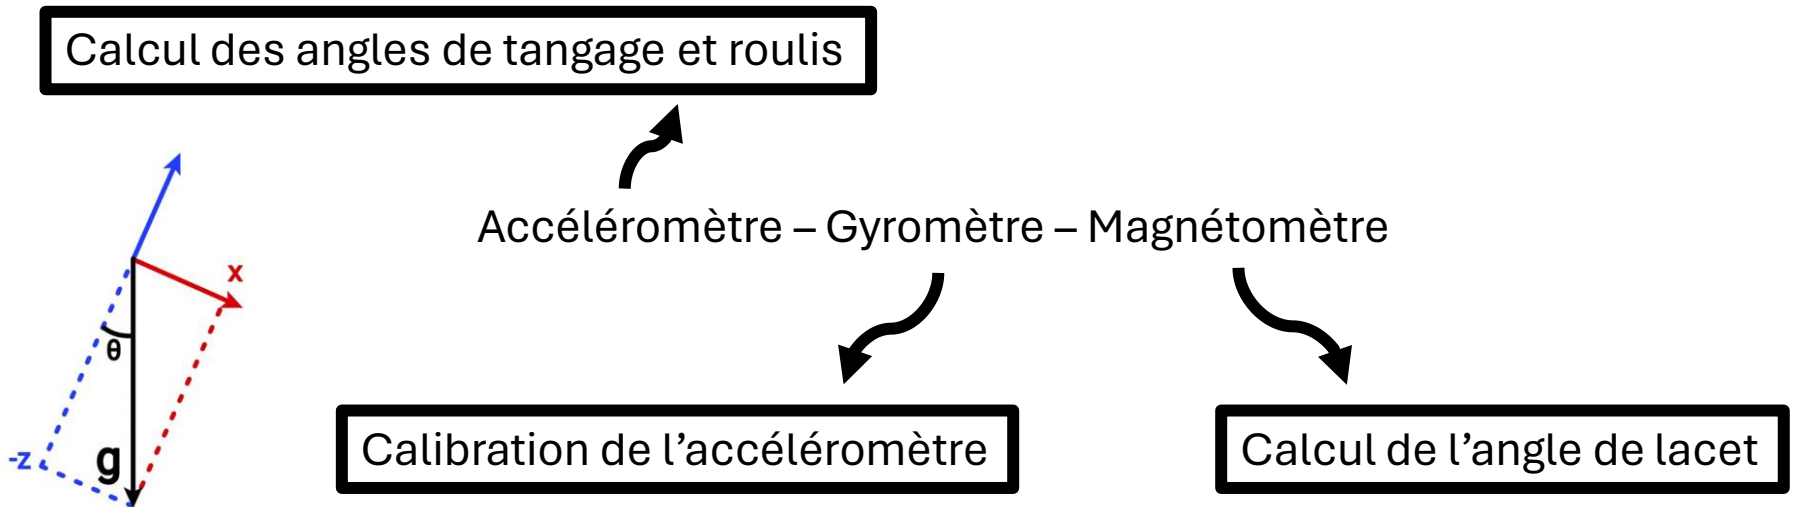 Calcul des angles de tangage et roulis
Accéléromètre – Gyromètre – Magnétomètre
x
θ
-z
g
Calibration de l’accéléromètre
Calcul de l’angle de lacet